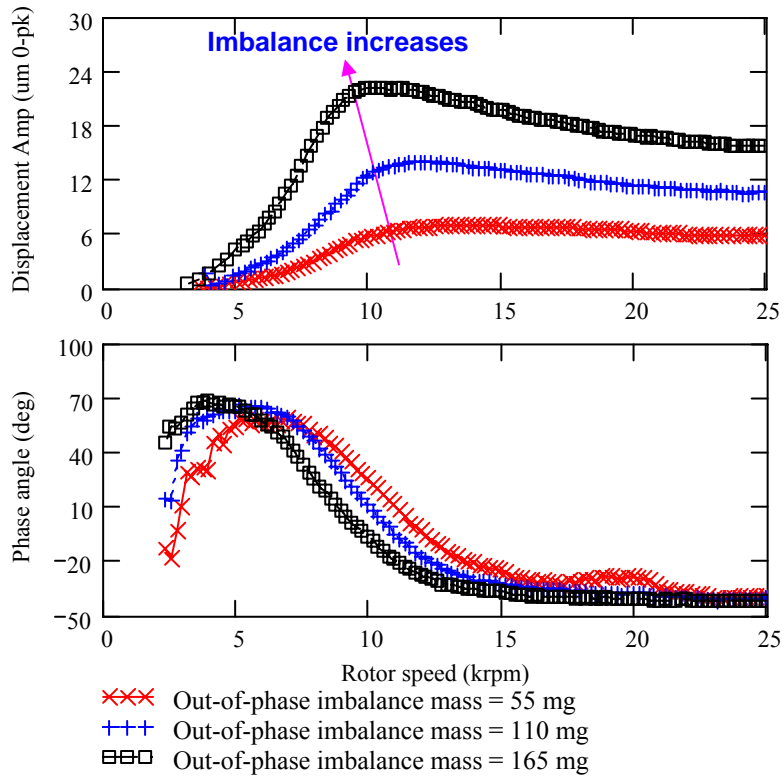 Displacement Amp (um 0-pk)
30
24
18
12
6
0
Imbalance increases
0 5 10 15 20 25
Phase angle (deg)
100
70
40
10
−20
−50
0 5 10 15 20 25
Rotor speed (krpm)
Out-of-phase imbalance mass = 55 mg
Out-of-phase imbalance mass = 110 mg
Out-of-phase imbalance mass = 165 mg